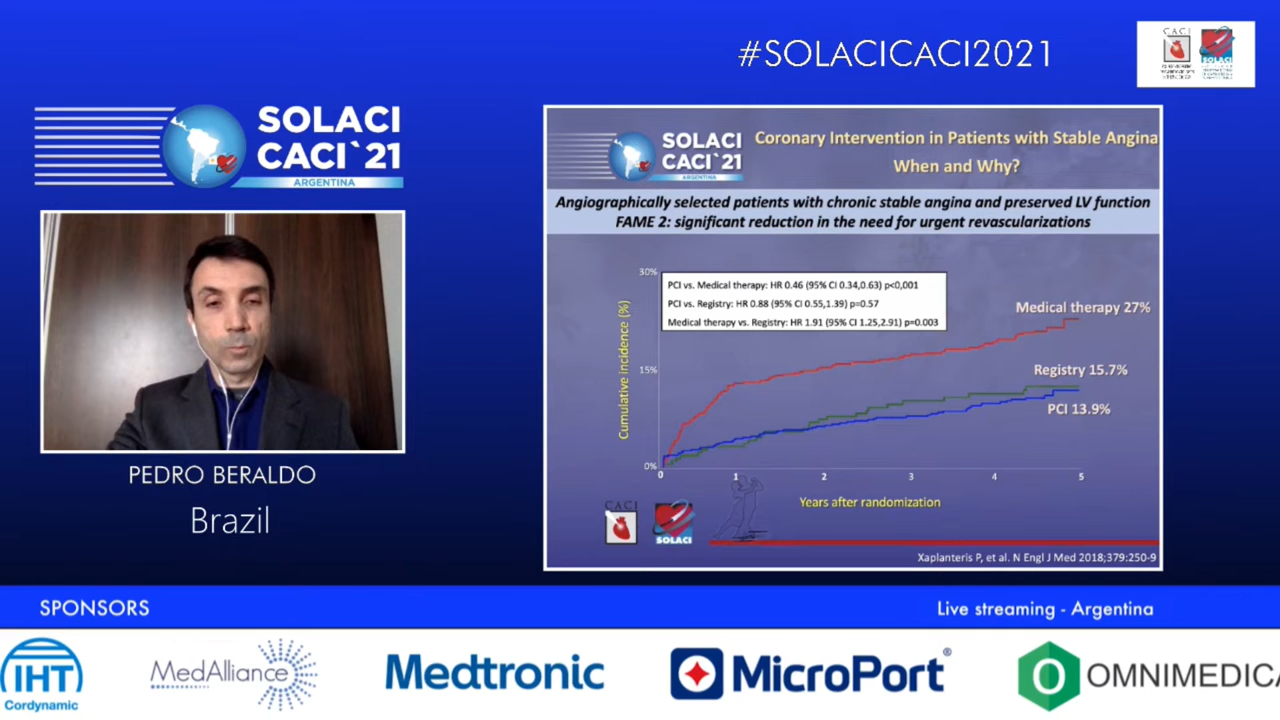 #SOLACICACI2021
CACI
SOLACI
SOLACI
CACI`21
ARGENTINA
PEDRO BERALDO
Brazil
SOLACI
CACI`21
ARGENTINA
Coronary Intervention in Patients with Stable Angina
When and Why?
Angiographically selected patients with chronic stable angina and preserved LV function
FAME 2: significant reduction in the need for urgent revascularizations
30%
15%
0%
Cumulative incidence (%)
PCI vs. Medical therapy: HR 0.46 (95% CI 0.34,0.63) p<0,001
PCI vs. Registry: HR 0.88 (95% CI 0.55,1.39) p=0.57
Medical therapy vs. Registry: HR 1.91 (95% CI 1.25,2.91) p=0.003
Medical therapy 27%
Registry 15.7%
PCI 13.9%
0 1 2 3 4 5
Years after randomization
CACI
SOLACI
Xaplanteris P, et al. N Engl J Med 2018;379:250-9
SPONSORS
Live streaming - Argentina
IHT
Cordynamic
MedAlliance
Medtronic
MicroPort®
OMNIMEDICA